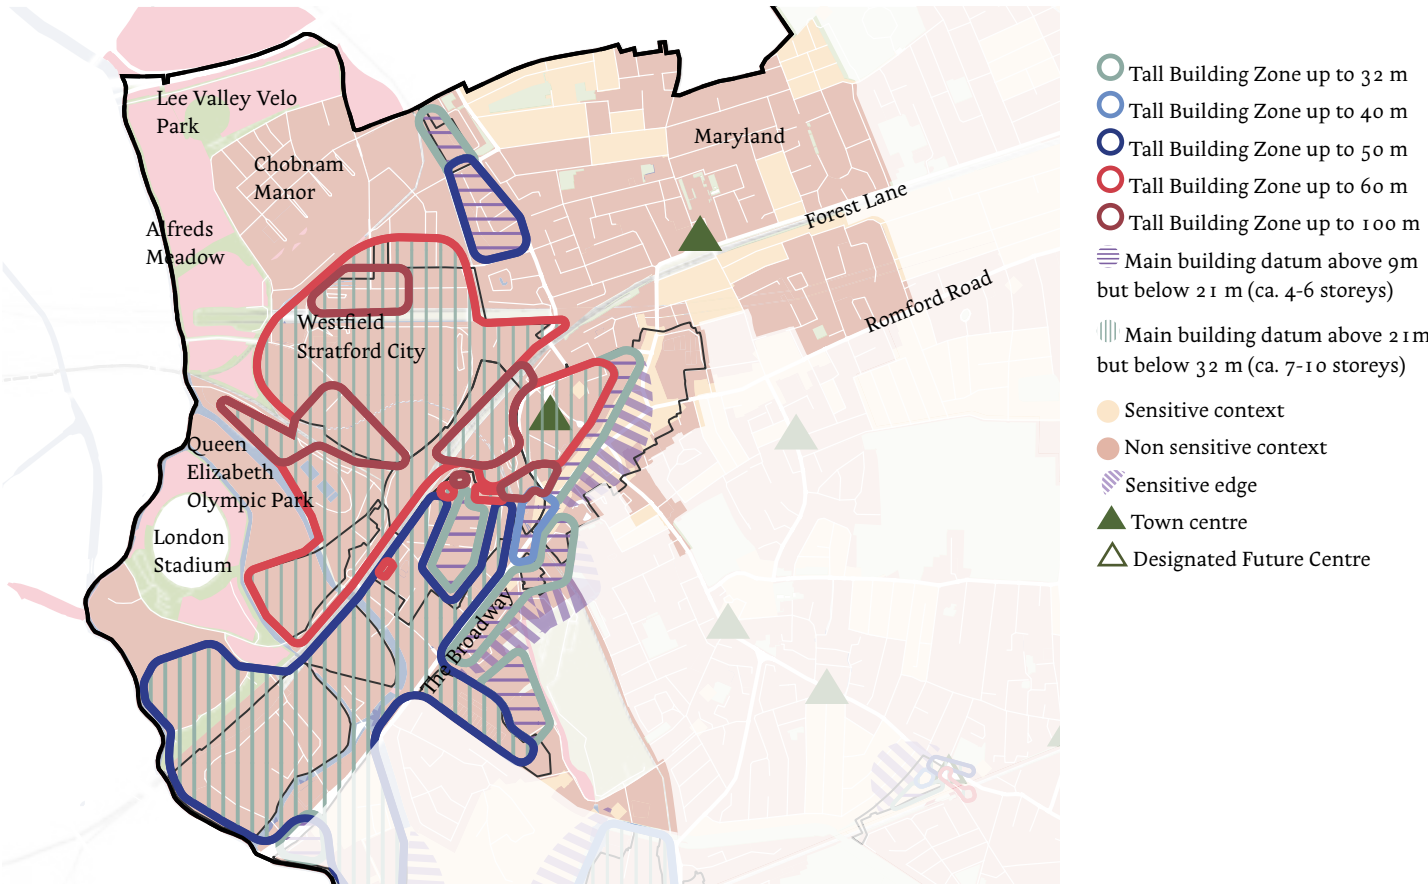 Lee Valley Velo
Park
Chobnam
Manor
Maryland
Alfreds
Meadow
Forest Lane
Romford Road
Westfield
Stratford City
Queen
Elizabeth
Olympic Park
London
Stadium
The Broadway
Tall Building Zone up to 32 m
Tall Building Zone up to 40 m
Tall Building Zone up to 50 m
Tall Building Zone up to 60 m
Tall Building Zone up to 100 m
Main building datum above 9m
but below 21 m (ca. 4-6 storeys)
Main building datum above 21m
but below 32 m (ca. 7-10 storeys)
Sensitive context
Non sensitive context
Sensitive edge
Town centre
Designated Future Centre